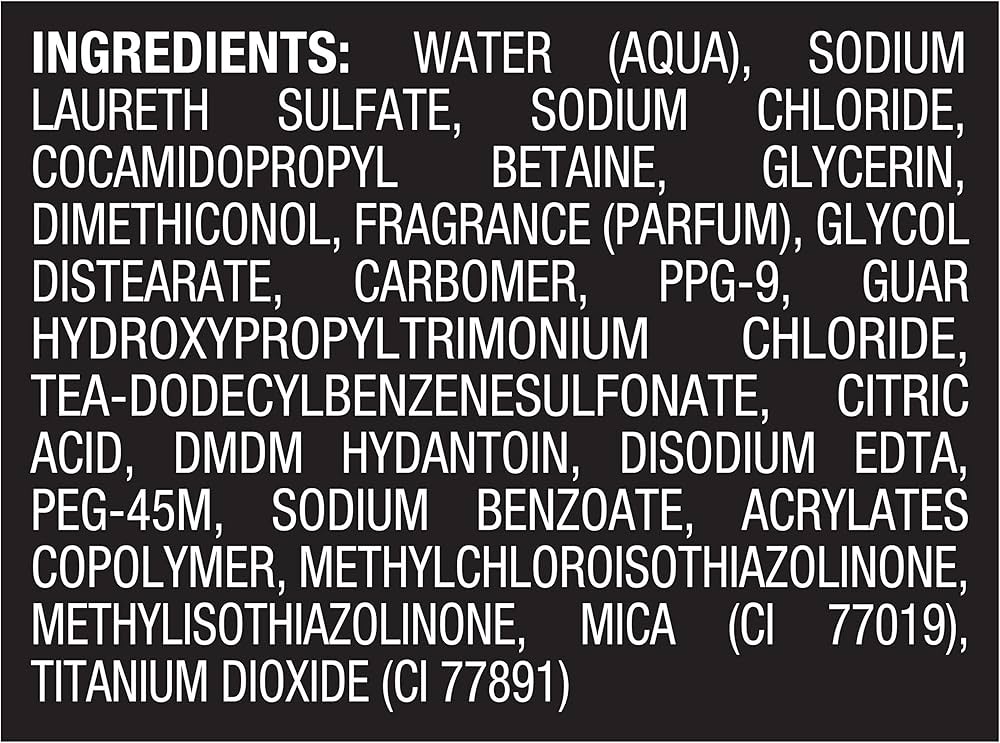 INGREDIENTS: WATER (AQUA), SODIUM
LAURETH SULFATE, SODIUM CHLORIDE,
COCAMIDOPROPYL BETAINE, GLYCERIN,
DIMETHICONOL, FRAGRANCE (PARFUM), GLYCOL
DISTEARATE, CARBOMER, PPG-9, GUAR
HYDROXYPROPYLTRIMONIUM CHLORIDE,
TEA-DODECYLBENZENESULFONATE, CITRIC
ACID, DMDM HYDANTOIN, DISODIUM EDTA,
PEG-45M, SODIUM BENZOATE, ACRYLATES
COPOLYMER, METHYLCHLOROISOTHIAZOLINONE,
METHYLISOTHIAZOLINONE, MICA (CI 77019),
TITANIUM DIOXIDE (CI 77891)